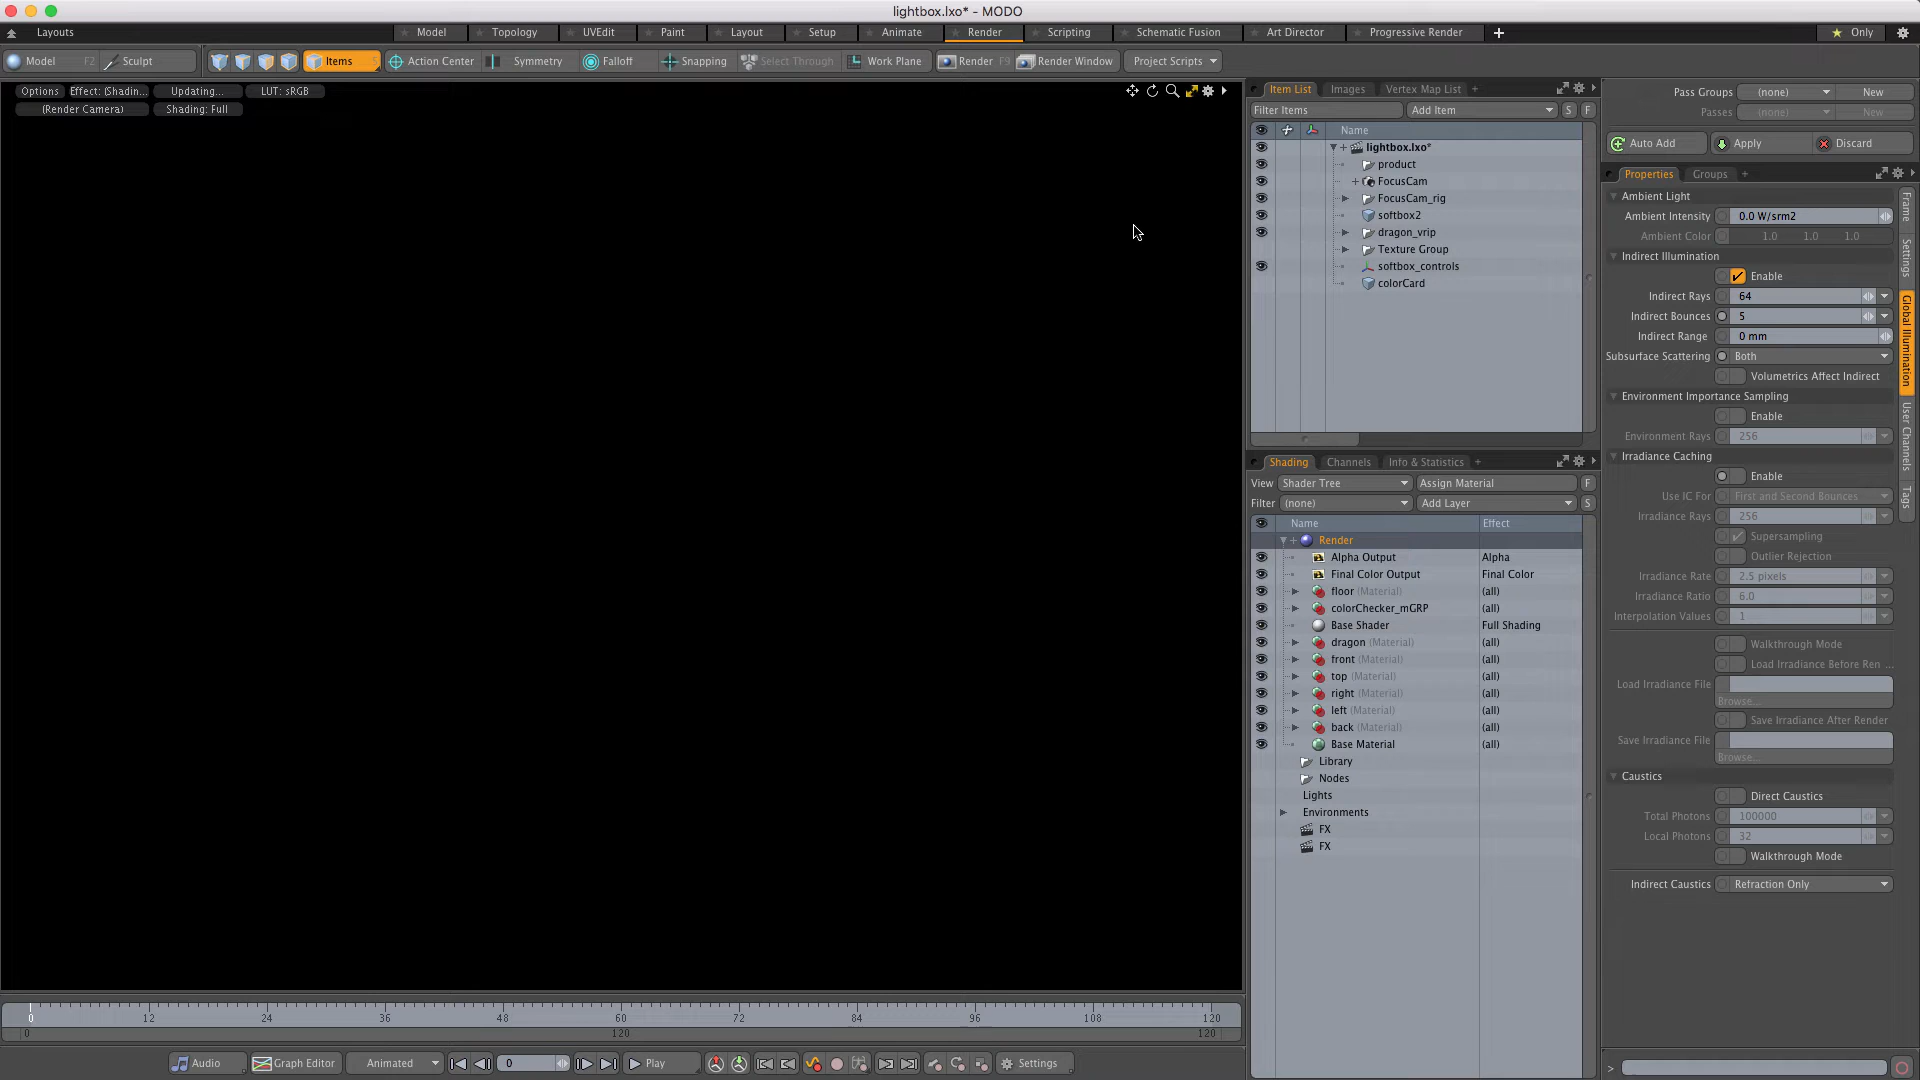 lightbox.lxo* - MODO
Layouts
Model
Topology
UVEdit
Paint
Layout
Setup
Animate
Render
Scripting
Schematic Fusion
Art Director
Progressive Render
Only
Model F2
Sculpt
Items 5
Action Center
Symmetry
Falloff
Snapping
Select Through
Work Plane
Render F9
Render Window
Project Scripts
Options
Effect: (Shadin...
Updating...
LUT: sRGB
(Render Camera)
Shading: Full
Item List
Images
Vertex Map List
Filter Items
Add Item
S
F
Name
lightbox.lxo*
product
FocusCam
FocusCam_rig
softbox2
dragon_vrip
Texture Group
softbox_controls
colorCard
Shading
Channels
Info & Statistics
View Shader Tree
Assign Material
F
Filter (none)
Add Layer
S
Name Effect
Render
Alpha Output Alpha
Final Color Output Final Color
floor (Material) (all)
colorChecker_mGRP (all)
Base Shader Full Shading
dragon (Material) (all)
front (Material) (all)
top (Material) (all)
right (Material) (all)
left (Material) (all)
back (Material) (all)
Base Material (all)
Library
Nodes
Lights
Environments
FX
FX
Pass Groups (none) New
Passes (none) New
Auto Add
Apply
Discard
Properties
Groups
Ambient Light
Ambient Intensity 0.0 W/srm2
Ambient Color 1.0 1.0 1.0
Indirect Illumination
Enable
Indirect Rays 64
Indirect Bounces 5
Indirect Range 0 mm
Subsurface Scattering Both
Volumetrics Affect Indirect
Environment Importance Sampling
Enable
Environment Rays 256
Irradiance Caching
Enable
Use IC For First and Second Bounces
Irradiance Rays 256
Supersampling
Outlier Rejection
Irradiance Rate 2.5 pixels
Irradiance Ratio 6.0
Interpolation Values 1
Walkthrough Mode
Load Irradiance Before Ren ...
Load Irradiance File
Browse...
Save Irradiance After Render
Save Irradiance File
Browse...
Caustics
Direct Caustics
Total Photons 100000
Local Photons 32
Walkthrough Mode
Indirect Caustics Refraction Only
Frame
Settings
Global Illumination
User Channels
Tags
0 12 24 36 48 60 72 84 96 108 120
0 120 120
Audio
Graph Editor
Animated
0
Play
Settings
>